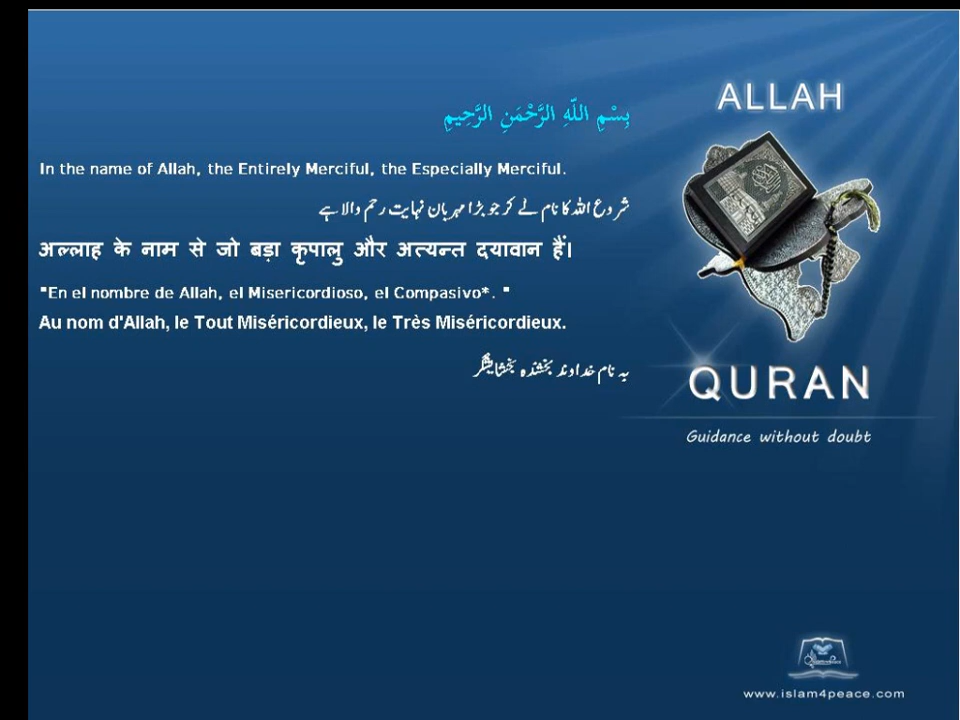 بِسْمِ اللّهِ الرَّحْمَنِ الرَّحِيمِ
In the name of Allah, the Entirely Merciful, the Especially Merciful.
شروع الله کا نام لے کر جو بڑا مہربان نہایت رحم والا ہے
अल्लाह के नाम से जो बड़ा कृपालु और अत्यन्त दयावान हैं।
"En el nombre de Allah, el Misericordioso, el Compasivo*. "
Au nom d'Allah, le Tout Miséricordieux, le Très Miséricordieux.
به نام خداوند بخشنده بخشایشگر
ALLAH
QURAN
Guidance without doubt
www.islam4peace.com